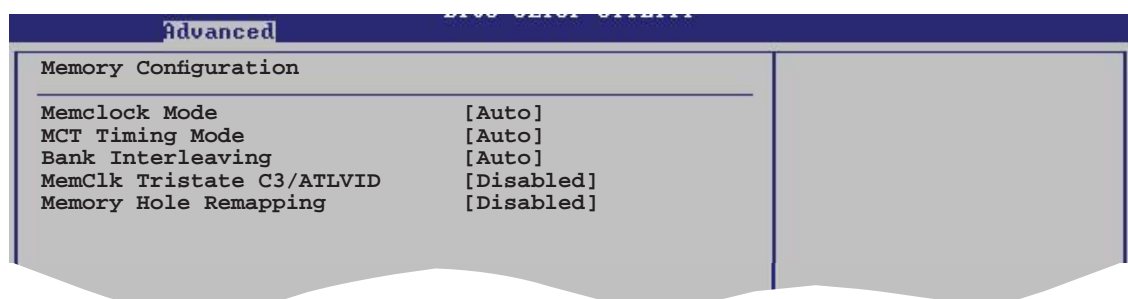 Advanced
Memory Configuration
Memclock Mode [Auto]
MCT Timing Mode [Auto]
Bank Interleaving [Auto]
MemClk Tristate C3/ATLVID [Disabled]
Memory Hole Remapping [Disabled]